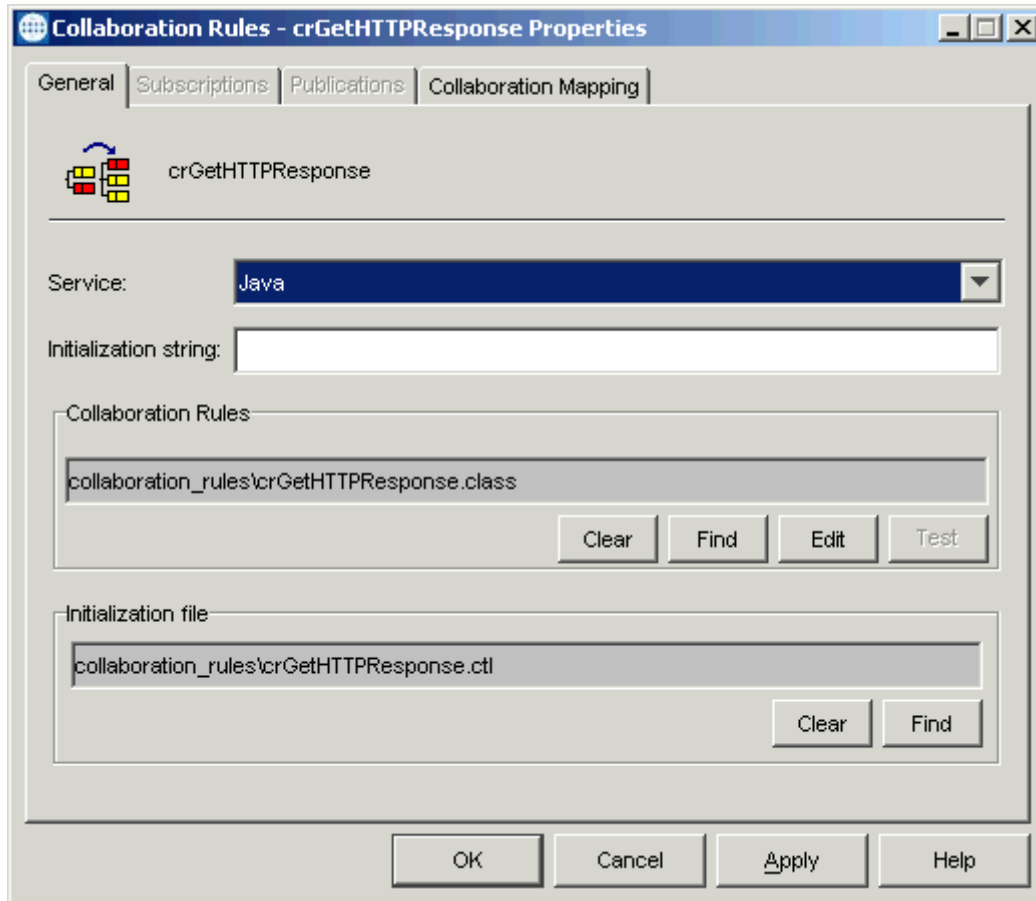 Collaboration Rules - crGetHTTPResponse Properties
General Subscriptions Publications Collaboration Mapping
crGetHTTPResponse
Service: Java
Initialization string:
Collaboration Rules
collaboration_rules\crGetHTTPResponse.class
Clear Find Edit Test
Initialization file
collaboration_rules\crGetHTTPResponse.ctl
Clear Find
OK Cancel Apply Help